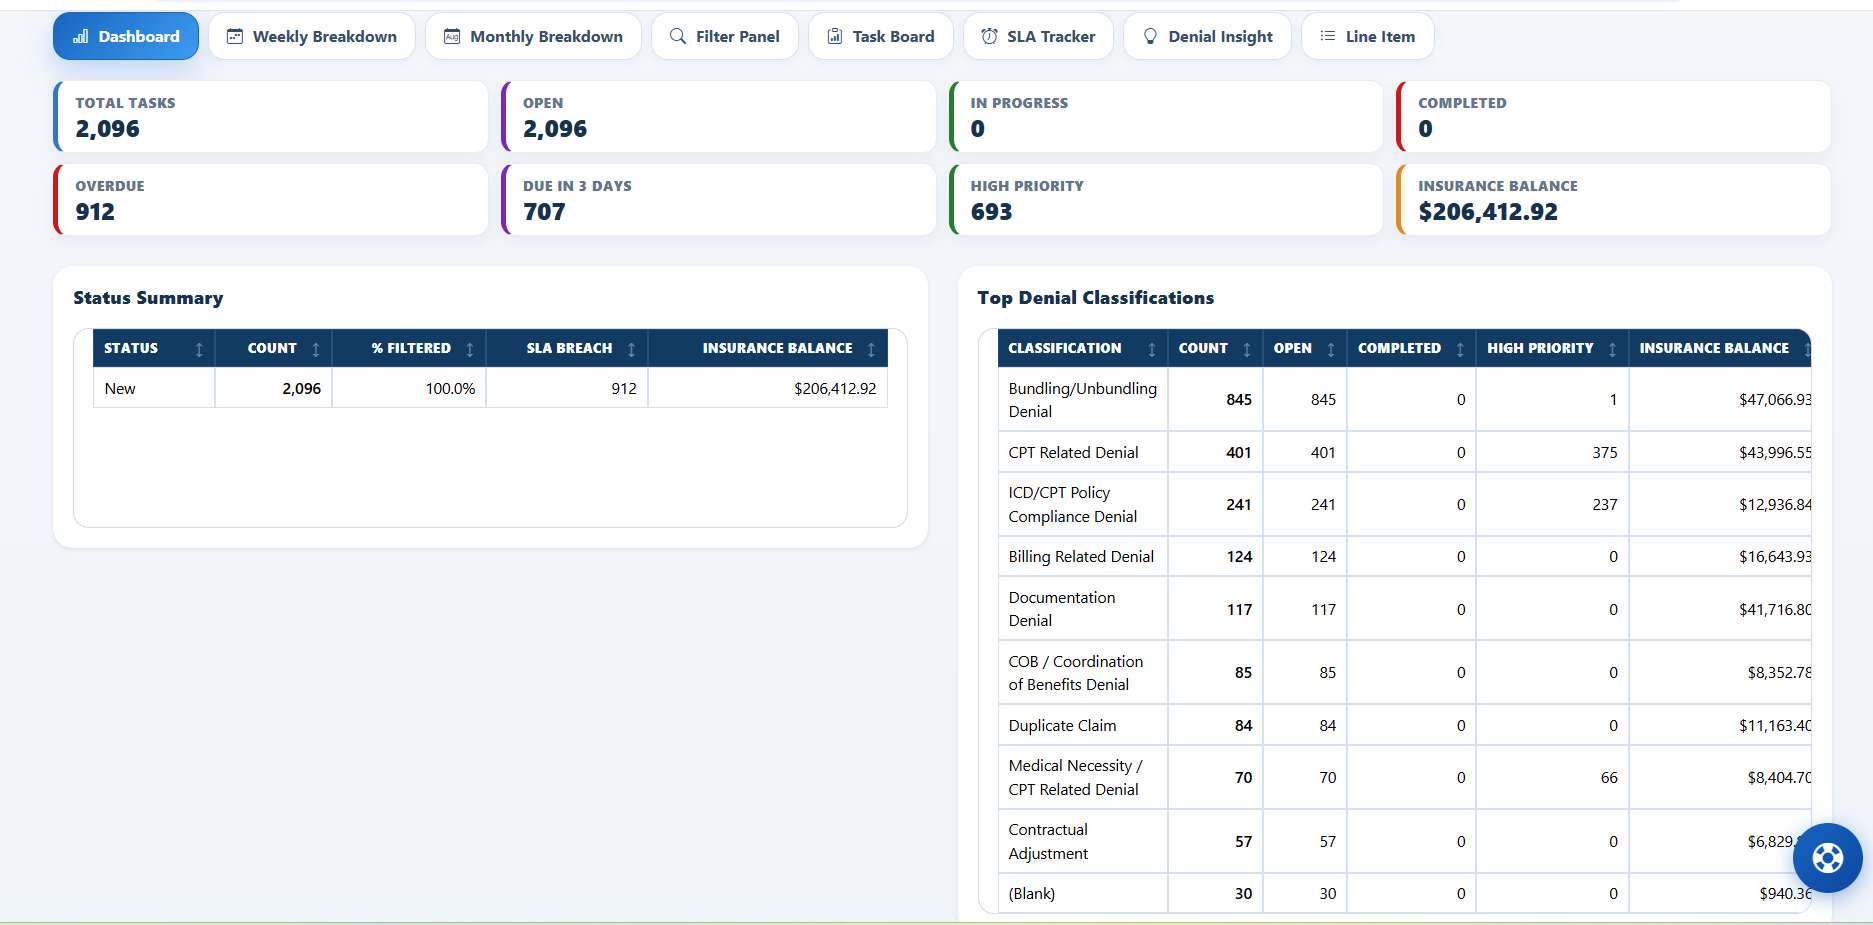 Dashboard
Weekly Breakdown
Monthly Breakdown
Filter Panel
Task Board
SLA Tracker
Denial Insight
Line Item
TOTAL TASKS
2,096
OPEN
2,096
IN PROGRESS
0
COMPLETED
0
OVERDUE
912
DUE IN 3 DAYS
707
HIGH PRIORITY
693
INSURANCE BALANCE
$206,412.92
Status Summary
STATUS COUNT % FILTERED SLA BREACH INSURANCE BALANCE
New 2,096 100.0% 912 $206,412.92
Top Denial Classifications
CLASSIFICATION COUNT OPEN COMPLETED HIGH PRIORITY INSURANCE BALANCE
Bundling/Unbundling
Denial 845 845 0 1 $47,066.93
CPT Related Denial 401 401 0 375 $43,996.55
ICD/CPT Policy
Compliance Denial 241 241 0 237 $12,936.84
Billing Related Denial 124 124 0 0 $16,643.93
Documentation
Denial 117 117 0 0 $41,716.80
COB / Coordination
of Benefits Denial 85 85 0 0 $8,352.78
Duplicate Claim 84 84 0 0 $11,163.40
Medical Necessity /
CPT Related Denial 70 70 0 66 $8,404.70
Contractual
Adjustment 57 57 0 0 $6,829.
(Blank) 30 30 0 0 $940.36